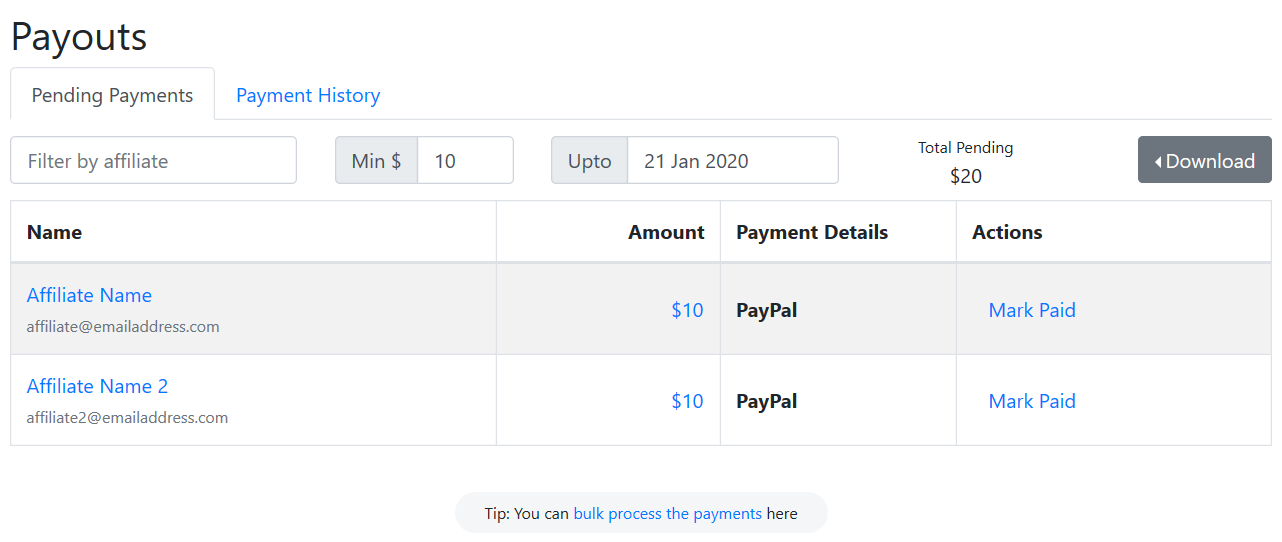 Payouts
Pending Payments Payment History
Filter by affiliate Min $ 10 Upto 21 Jan 2020 Total Pending Download
$20
Name Amount Payment Details Actions
Affiliate Name
affiliate@emailaddress.com
$10 PayPal Mark Paid
Affiliate Name 2
affiliate2@emailaddress.com
$10 PayPal Mark Paid
Tip: You can bulk process the payments here